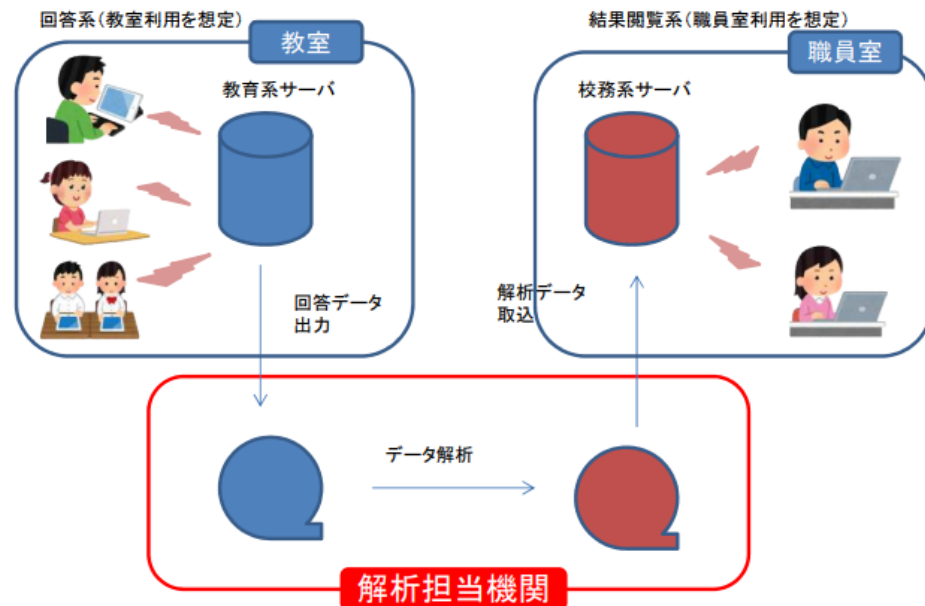 回答系(教室利用を想定)
教室
教育系サーバ
回答データ
出力
結果閲覧系(職員室利用を想定)
職員室
校務系サーバ
解析データ
取込
データ解析
解析担当機関